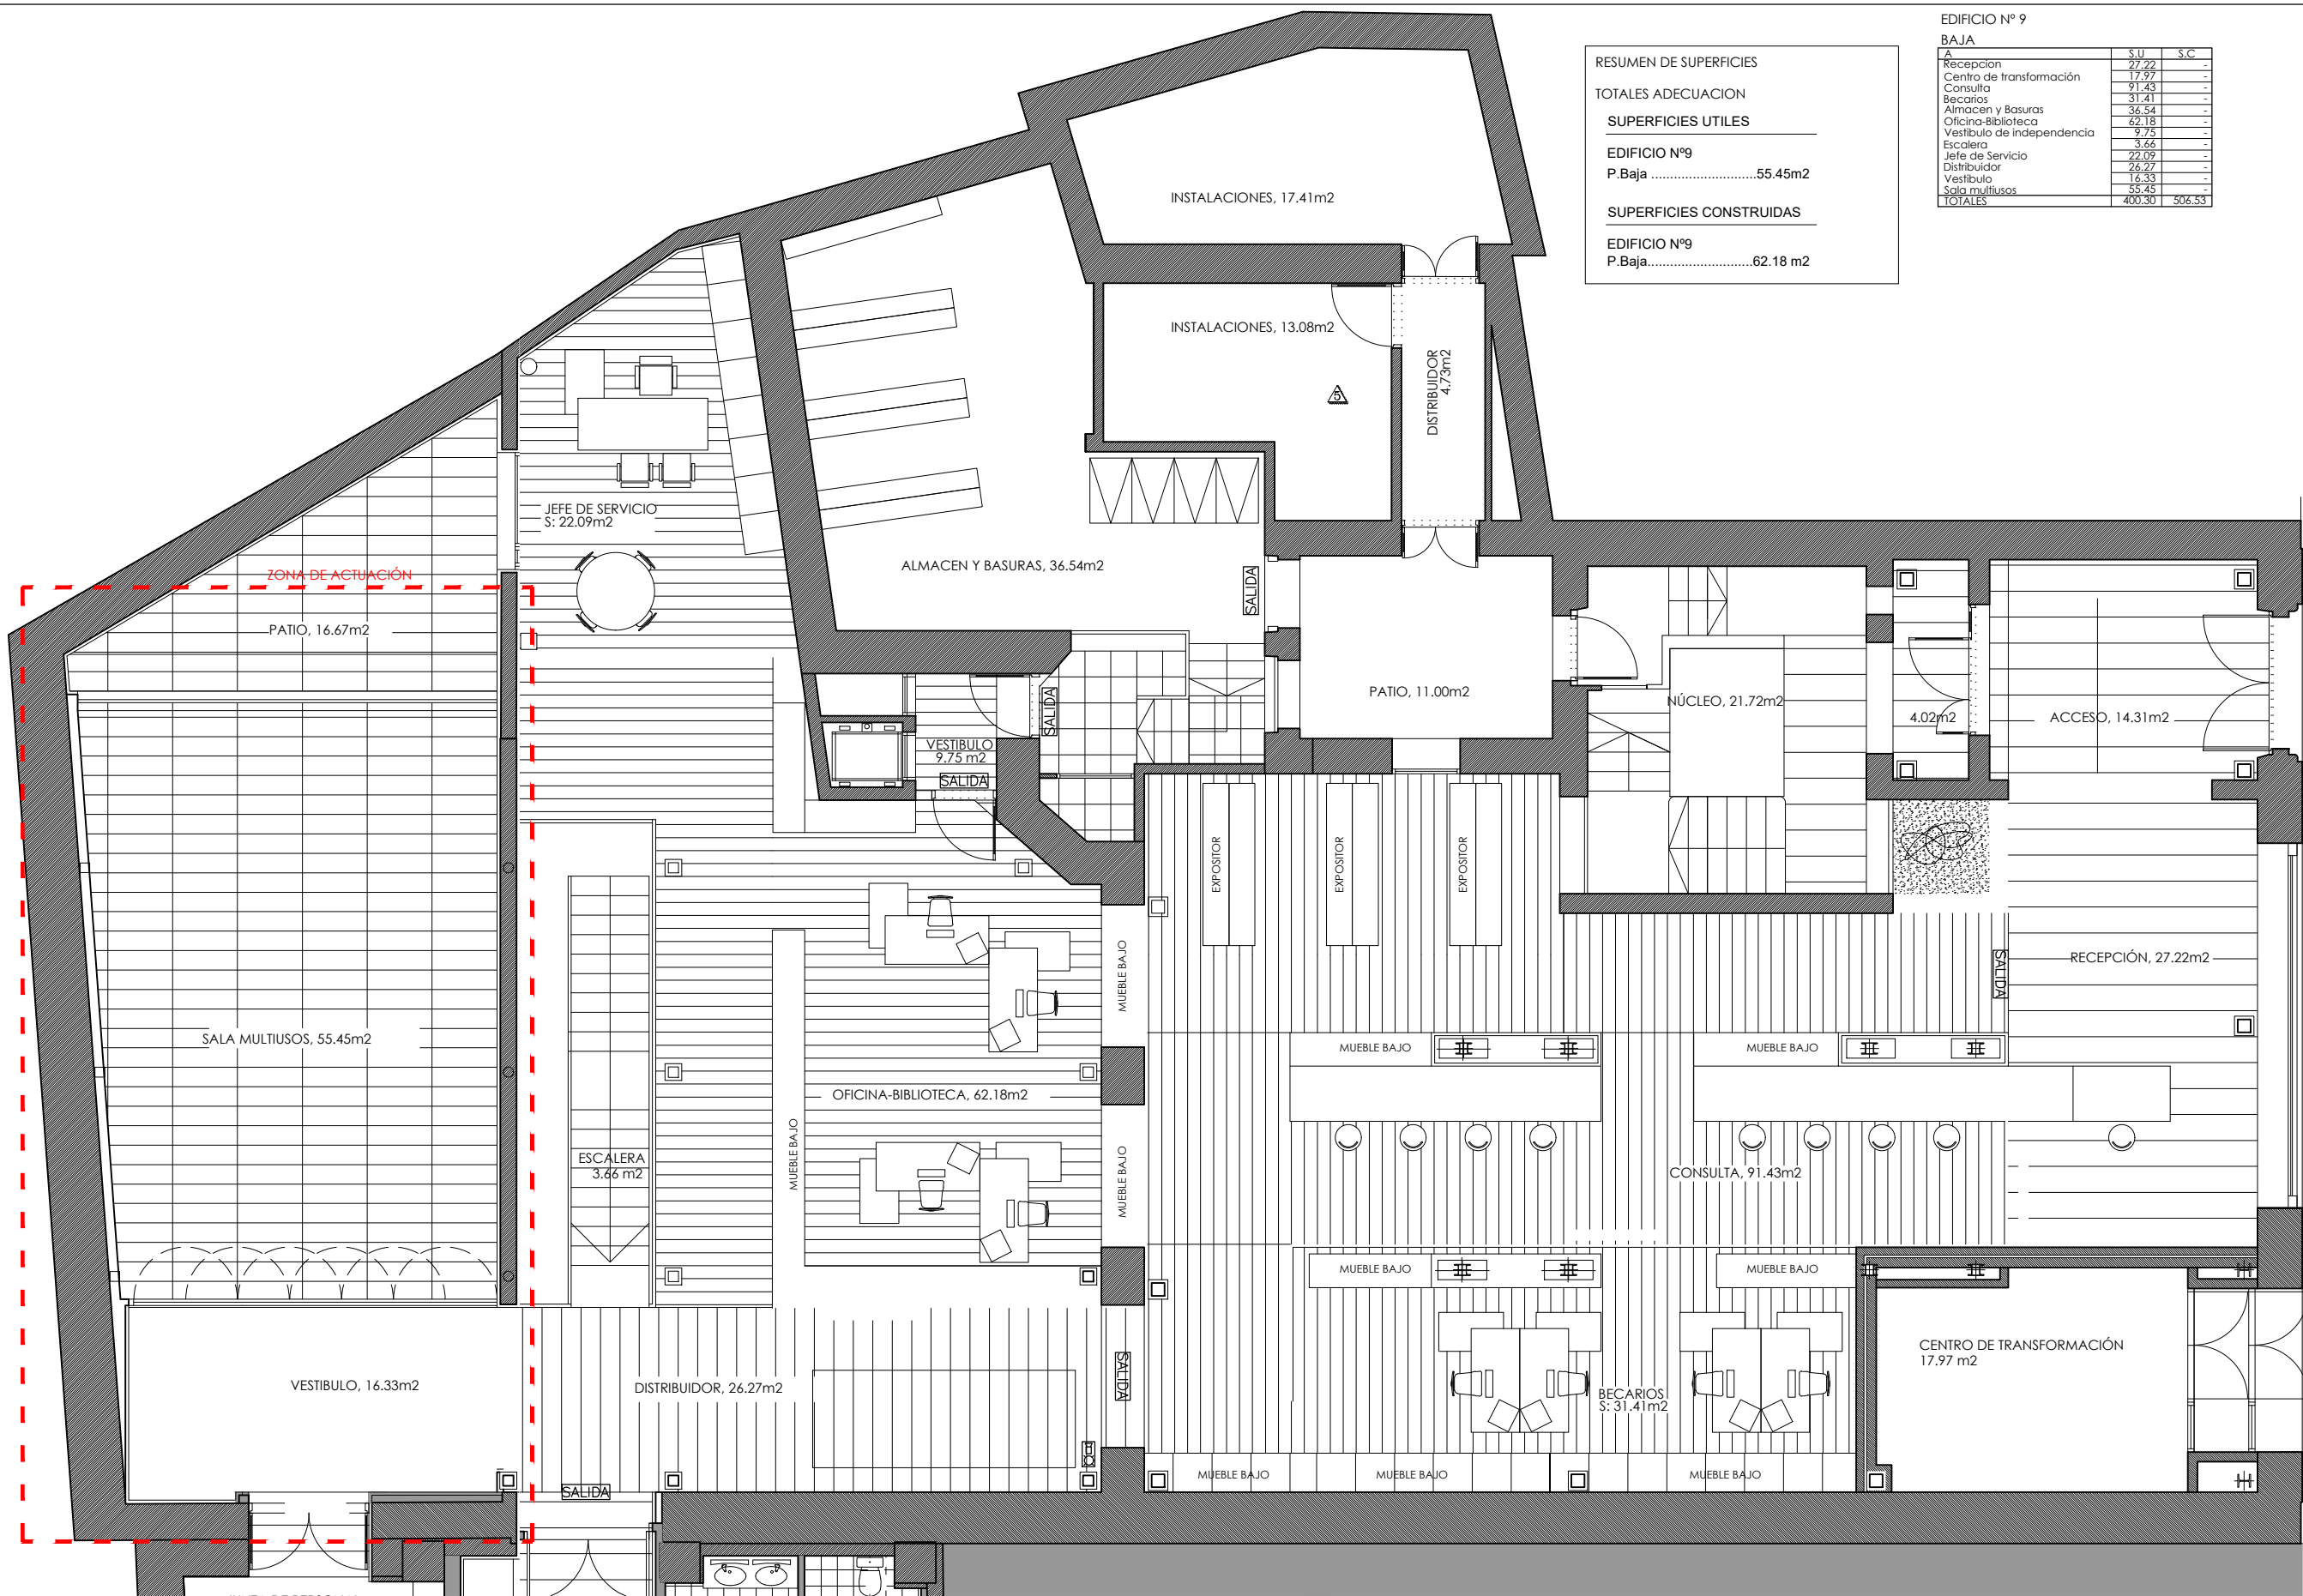 EDIFICIO Nº 9
BAJA
A S.U S.C
Recepcion 27.22 -
Centro de transformación 17.97 -
Consulta 91.43 -
Becarios 31.41 -
Almacen y Basuras 36.54 -
Oficina-Biblioteca 62.18 -
Vestíbulo de independencia 9.75 -
Escalera 3.66 -
Jefe de Servicio 22.09 -
Distribuidor 26.27 -
Vestíbulo 16.33 -
Sala multiusos 55.45 -
TOTALES 400.30 506.53
RESUMEN DE SUPERFICIES
TOTALES ADECUACION
SUPERFICIES UTILES
EDIFICIO Nº9
P.Baja ............................55.45m2
SUPERFICIES CONSTRUIDAS
EDIFICIO Nº9
P.Baja............................62.18 m2
INSTALACIONES, 17.41m2
INSTALACIONES, 13.08m2
DISTRIBUIDOR
4.73m2
5
JEFE DE SERVICIO
S: 22.09m2
ALMACEN Y BASURAS, 36.54m2
SALIDA
ZONA DE ACTUACIÓN
PATIO, 16.67m2
PATIO, 11.00m2
NÚCLEO, 21.72m2
4.02m2
ACCESO, 14.31m2
SALIDA
VESTIBULO
9.75 m2
SALIDA
EXPOSITOR
EXPOSITOR
EXPOSITOR
MUEBLE BAJO
SALIDA
RECEPCIÓN, 27.22m2
SALA MULTIUSOS, 55.45m2
MUEBLE BAJO
MUEBLE BAJO
OFICINA-BIBLIOTECA, 62.18m2
MUEBLE BAJO
ESCALERA
3.66 m2
MUEBLE BAJO
CONSULTA, 91.43m2
MUEBLE BAJO
MUEBLE BAJO
CENTRO DE TRANSFORMACIÓN
17.97 m2
VESTIBULO, 16.33m2
DISTRIBUIDOR, 26.27m2
SALIDA
BECARIOS
S: 31.41m2
MUEBLE BAJO
MUEBLE BAJO
MUEBLE BAJO
SALIDA